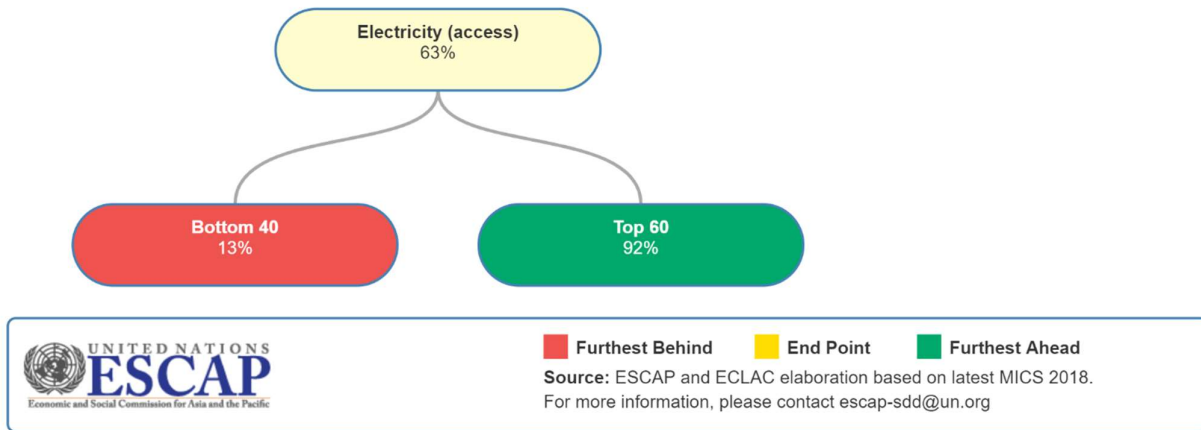 Electricity (access)
63%
Bottom 40
13%
Top 60
92%
UNITED NATIONS
ESCAP
Economic and Social Commission for Asia and the Pacific
Furthest Behind
End Point
Furthest Ahead
Source: ESCAP and ECLAC elaboration based on latest MICS 2018.
For more information, please contact escap-sdd@un.org